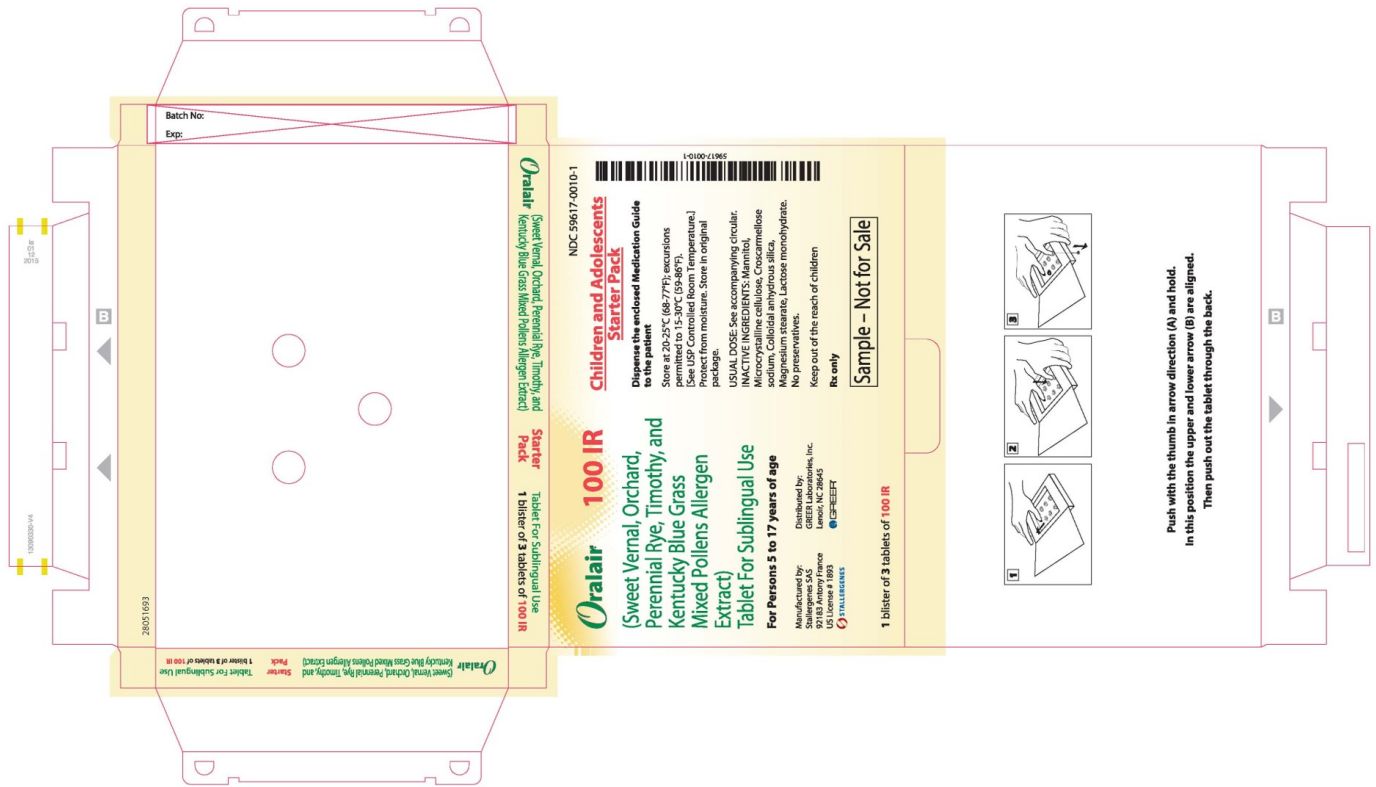 Batch No:
Exp:
Oralair
(Sweet Vernal, Orchard, Perennial Rye, Timothy, and
Kentucky Blue Grass Mixed Pollens Allergen Extract)
Starter
Pack
Tablet For Sublingual Use
1 blister of 3 tablets of 100 IR
Oralair
(Sweet Vernal, Orchard, Perennial Rye, Timothy, and
Kentucky Blue Grass Mixed Pollens Allergen Extract)
Starter
Pack
Tablet For Sublingual Use
1 blister of 3 tablets of 100 IR
28051693
13090330-V4
01 lll
12
2015
B
NDC 59617-0010-1
Oralair 100 IR
(Sweet Vernal, Orchard,
Perennial Rye, Timothy, and
Kentucky Blue Grass
Mixed Pollens Allergen
Extract)
Tablet For Sublingual Use
For Persons 5 to 17 years of age
Manufactured by:
Stallergenes SAS
92183 Antony France
US License # 1893
STALLERGENES
Distributed by:
GREER Laboratories, Inc.
Lenoir, NC 28645
GREER
1 blister of 3 tablets of 100 IR
Children and Adolescents
Starter Pack
Dispense the enclosed Medication Guide
to the patient
Store at 20-25°C (68-77°F); excursions
permitted to 15-30°C (59-86°F).
[See USP Controlled Room Temperature.]
Protect from moisture. Store in original
package.
USUAL DOSE: See accompanying circular.
INACTIVE INGREDIENTS: Mannitol,
Microcrystalline cellulose, Croscarmellose
sodium, Colloidal anhydrous silica,
Magnesium stearate, Lactose monohydrate.
No preservatives.
Keep out of the reach of children
Rx only
Sample – Not for Sale
59617-0010-1
1
2
3
Push with the thumb in arrow direction (A) and hold.
In this position the upper and lower arrow (B) are aligned.
Then push out the tablet through the back.
B